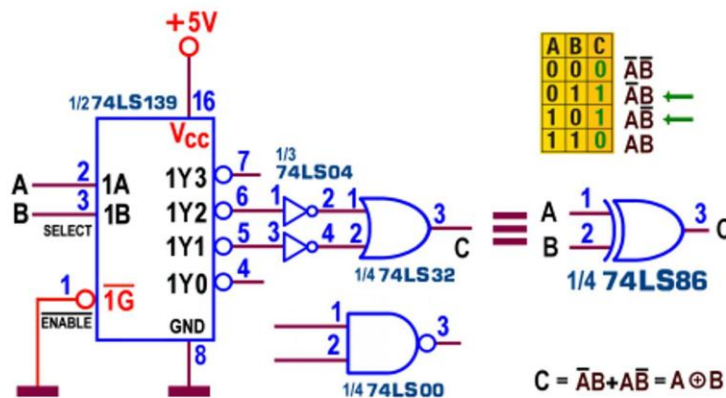 +5V
1/2 74LS139
16
VCC
A 2 1A
B 3 1B
SELECT
1 1G
ENABLE
GND
8
1Y3 7
1Y2 6
1Y1 5
1Y0 4
1/3
74LS04
1 2
3 4
1
2
3
C
1/4 74LS32
1
2
3
1/4 74LS00
A B C
0 0 0 A̅B̅
0 1 1 A̅B
1 0 1 AB̅
1 1 0 AB
A 1
B 2
3 C
1/4 74LS86
C = A̅B+AB̅ = A ⊕ B